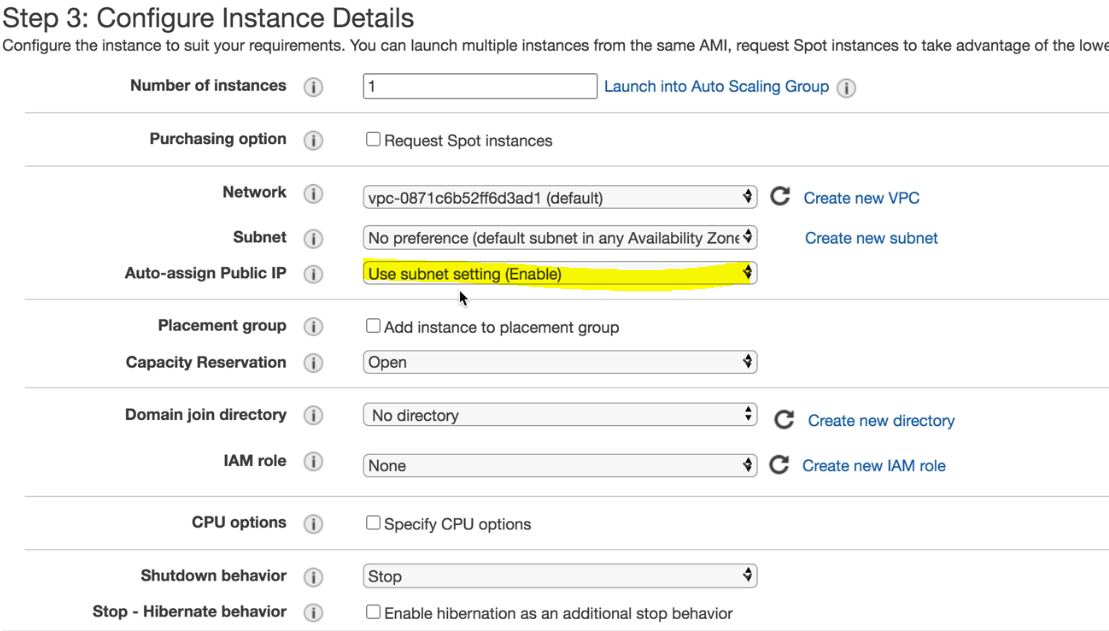 Step 3: Configure Instance Details
Configure the instance to suit your requirements. You can launch multiple instances from the same AMI, request Spot instances to take advantage of the lowe
Number of instances i 1 Launch into Auto Scaling Group i
Purchasing option i Request Spot instances
Network i vpc-0871c6b52ff6d3ad1 (default) Create new VPC
Subnet i No preference (default subnet in any Availability Zone Create new subnet
Auto-assign Public IP i Use subnet setting (Enable)
Placement group i Add instance to placement group
Capacity Reservation i Open
Domain join directory i No directory Create new directory
IAM role i None Create new IAM role
CPU options i Specify CPU options
Shutdown behavior i Stop
Stop - Hibernate behavior i Enable hibernation as an additional stop behavior